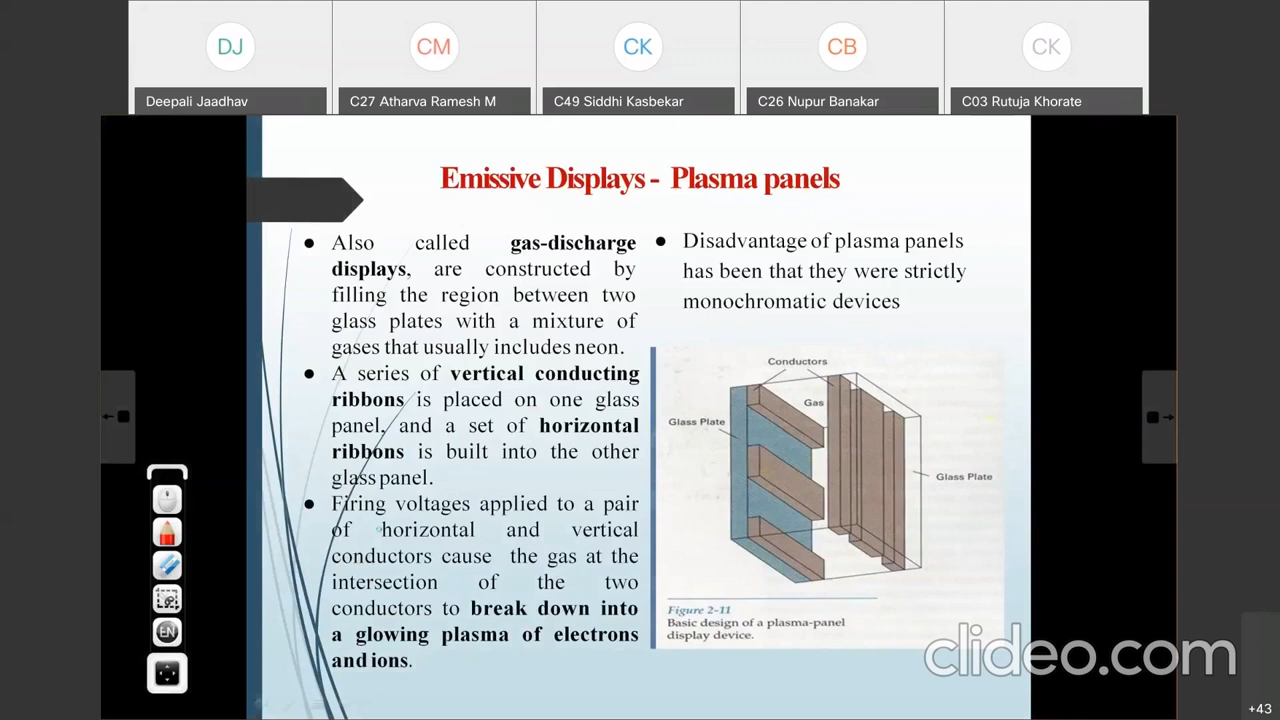 DJ
CM
CK
CB
CK
Deepali Jaadhav
C27 Atharva Ramesh M
C49 Siddhi Kasbekar
C26 Nupur Banakar
C03 Rutuja Khorate
Emissive Displays - Plasma panels
● Also called gas-discharge
displays, are constructed by
filling the region between two
glass plates with a mixture of
gases that usually includes neon.
● A series of vertical conducting
ribbons is placed on one glass
panel, and a set of horizontal
ribbons is built into the other
glass panel.
● Firing voltages applied to a pair
of horizontal and vertical
conductors cause the gas at the
intersection of the two
conductors to break down into
a glowing plasma of electrons
and ions.
● Disadvantage of plasma panels
has been that they were strictly
monochromatic devices
Conductors
Gas
Glass Plate
Glass Plate
Figure 2-11
Basic design of a plasma-panel
display device.
EN
clideo.com
+43